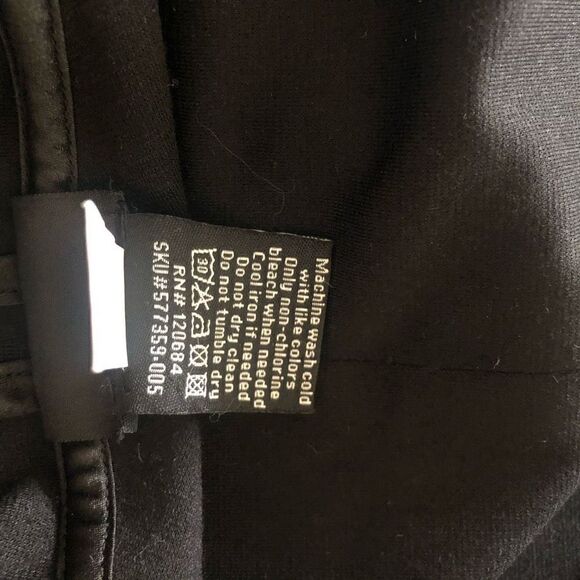 Machine wash cold
with like colors
Only non-chlorine
bleach when needed
Cool iron if needed
Do not dry clean
Do not tumble dry
30
RN# 120684
SKU#577359-005